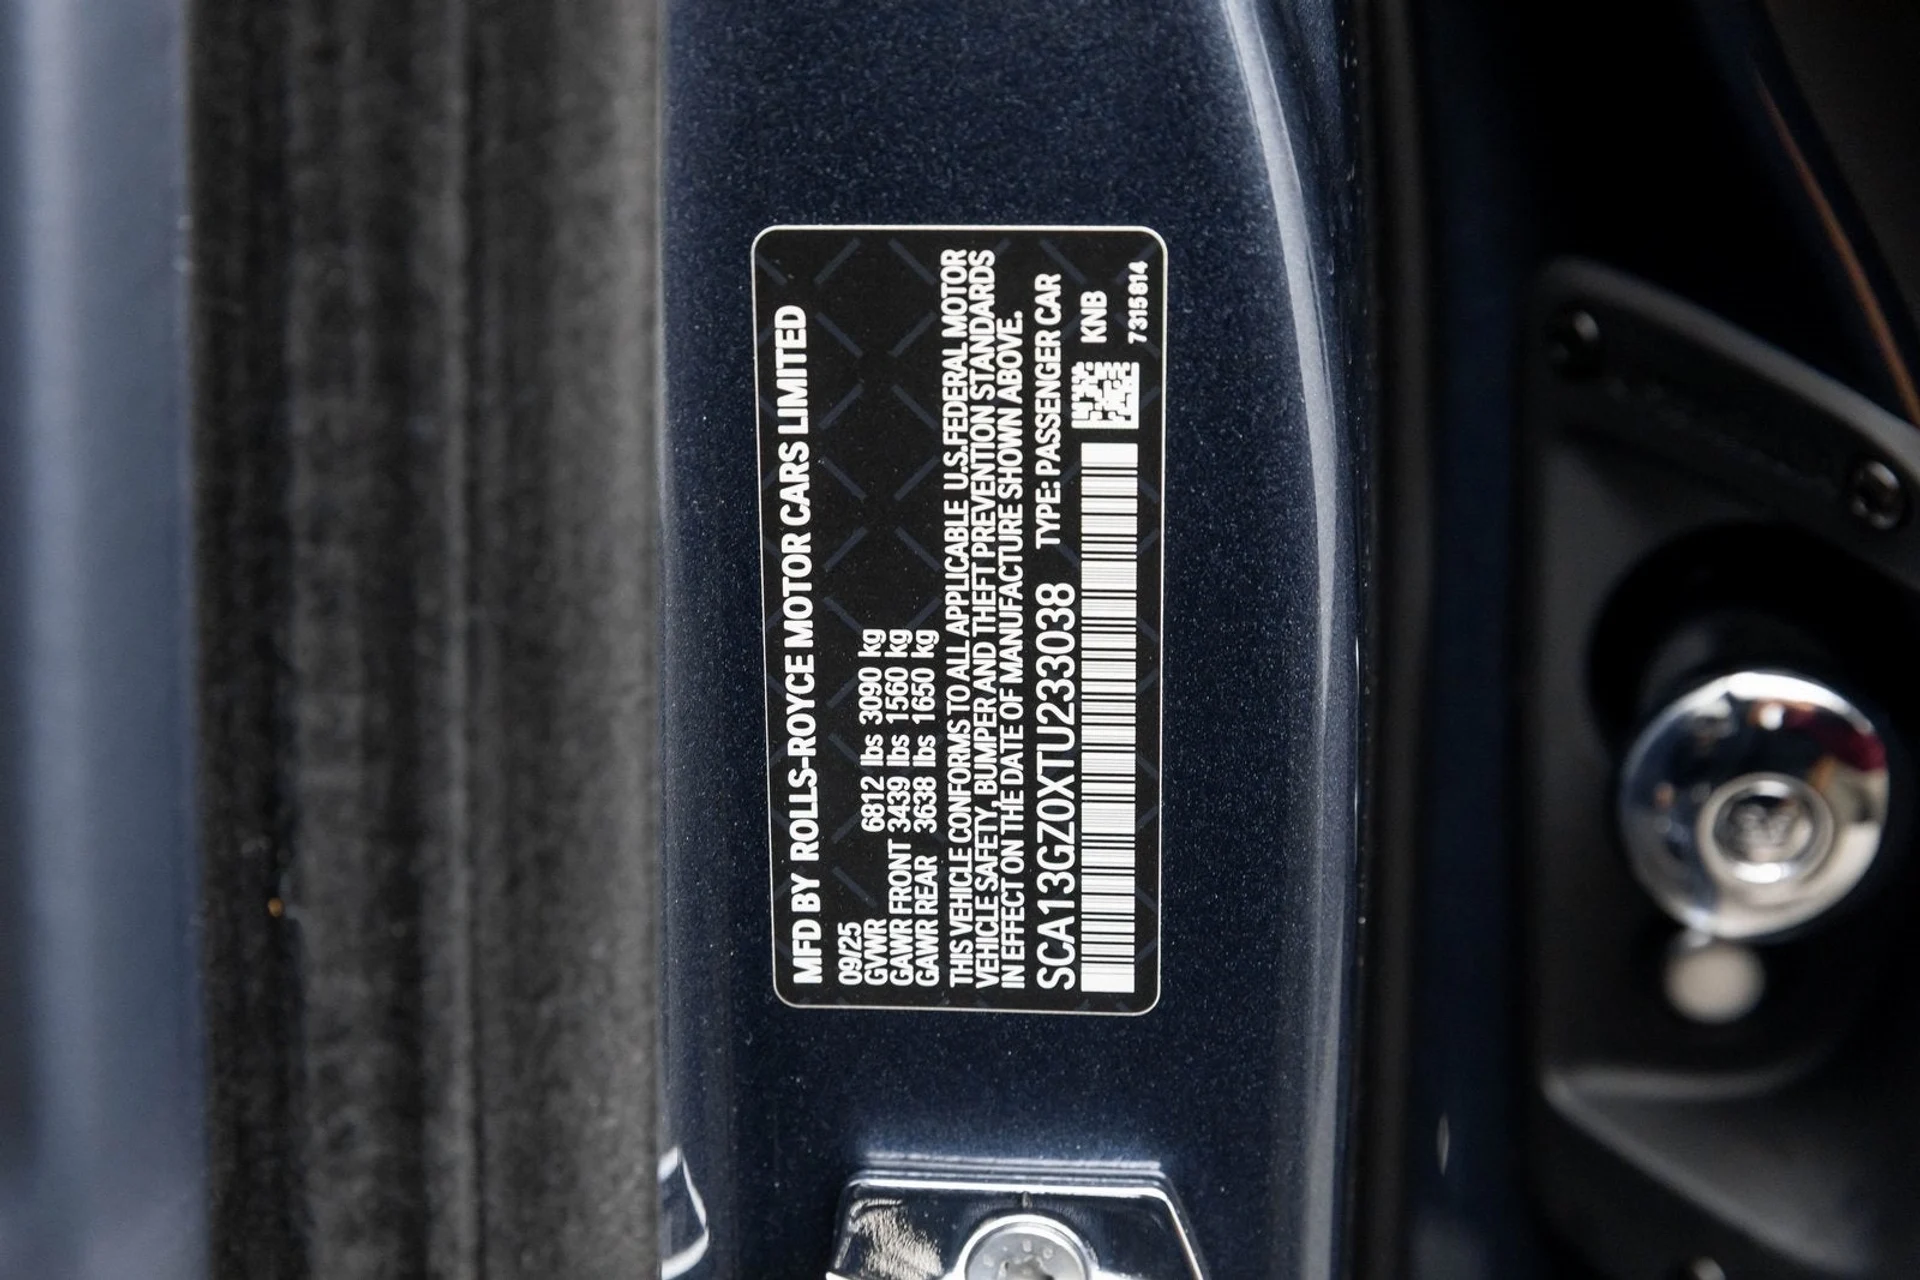 MFD BY ROLLS-ROYCE MOTOR CARS LIMITED
09/25
GVWR 6812 lbs 3090 kg
GAWR FRONT 3439 lbs 1560 kg
GAWR REAR 3638 lbs 1650 kg
THIS VEHICLE CONFORMS TO ALL APPLICABLE U.S.FEDERAL MOTOR
VEHICLE SAFETY, BUMPER AND THEFT PREVENTION STANDARDS
IN EFFECT ON THE DATE OF MANUFACTURE SHOWN ABOVE.
SCA13GZ0XTU233038 TYPE: PASSENGER CAR
KNB
7315814